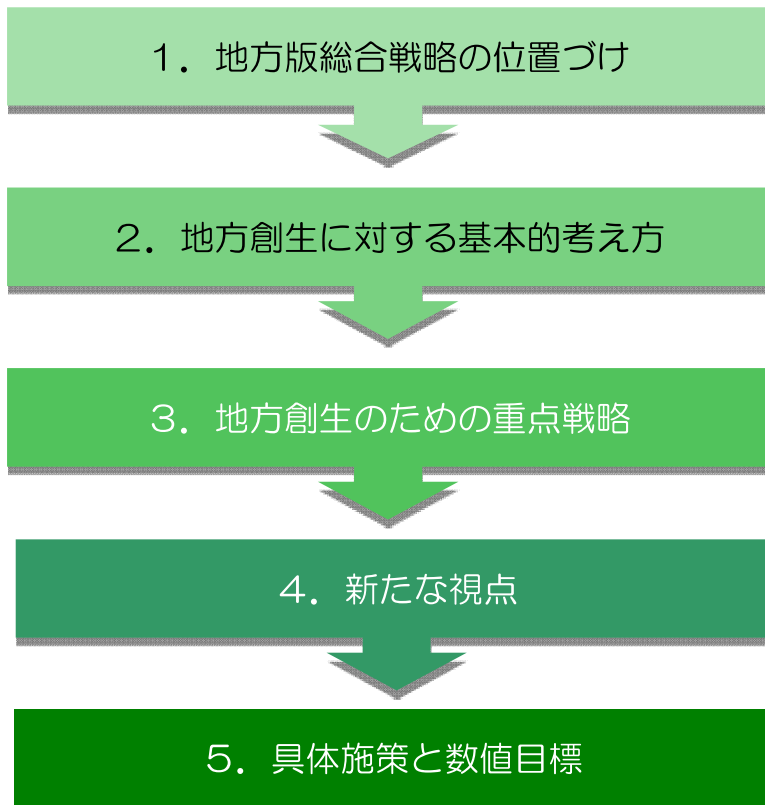 １．地方版総合戦略の位置づけ
２．地方創生に対する基本的考え方
３．地方創生のための重点戦略
４．新たな視点
５．具体施策と数値目標